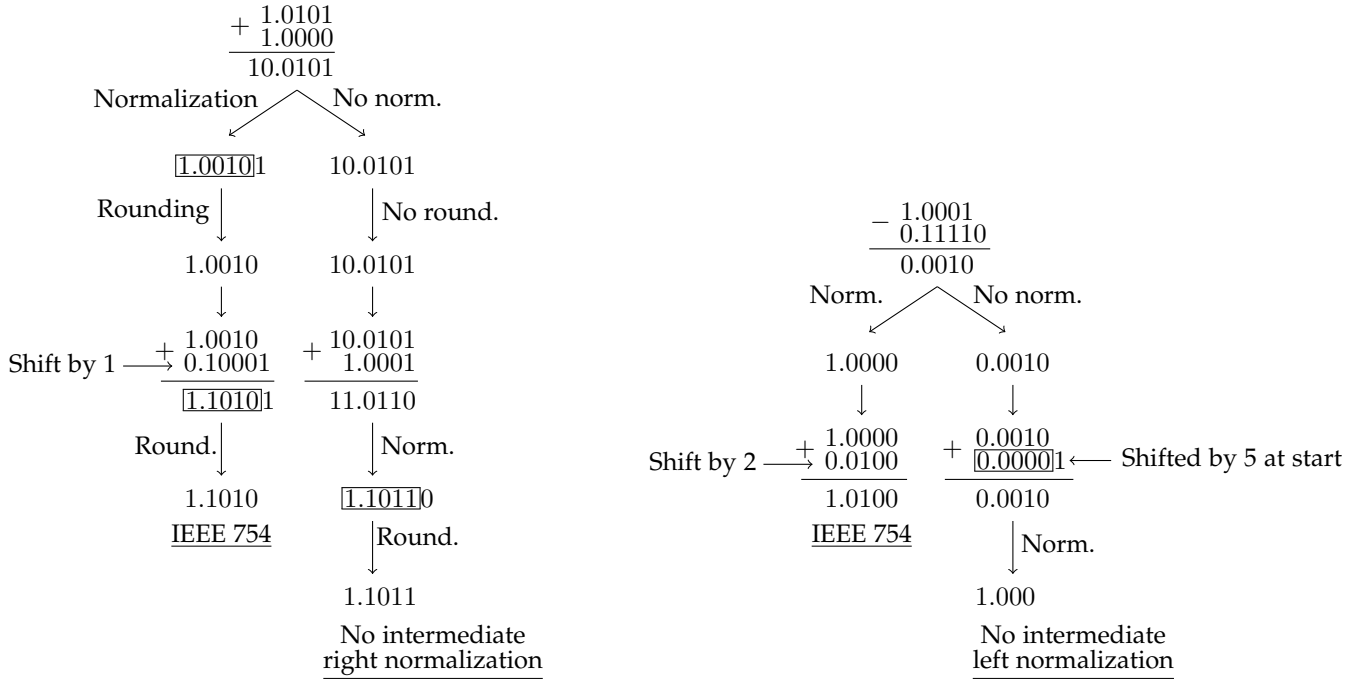 + 1.0101
1.0000
10.0101
Normalization No norm.
1.00101 10.0101
Rounding No round.
1.0010 10.0101
+ 1.0010 + 10.0101
Shift by 1 0.10001 1.0001
1.10101 11.0110
Round. Norm.
1.1010 1.10110
IEEE 754
Round.
1.1011
No intermediate
right normalization
− 1.0001
0.11110
0.0010
Norm. No norm.
1.0000 0.0010
+ 1.0000 + 0.0010
Shift by 2 0.0100 0.00001 Shifted by 5 at start
1.0100 0.0010
IEEE 754
Norm.
1.000
No intermediate
left normalization